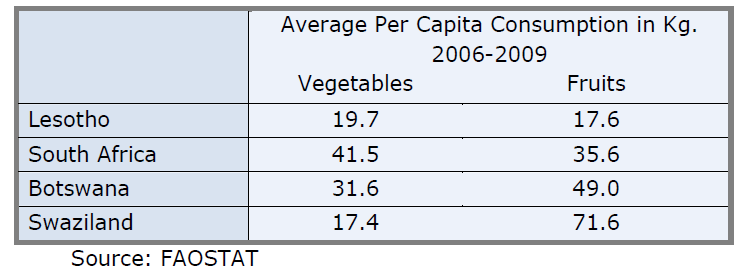 Average Per Capita Consumption in Kg.
2006-2009
Vegetables Fruits
Lesotho 19.7 17.6
South Africa 41.5 35.6
Botswana 31.6 49.0
Swaziland 17.4 71.6
Source: FAOSTAT